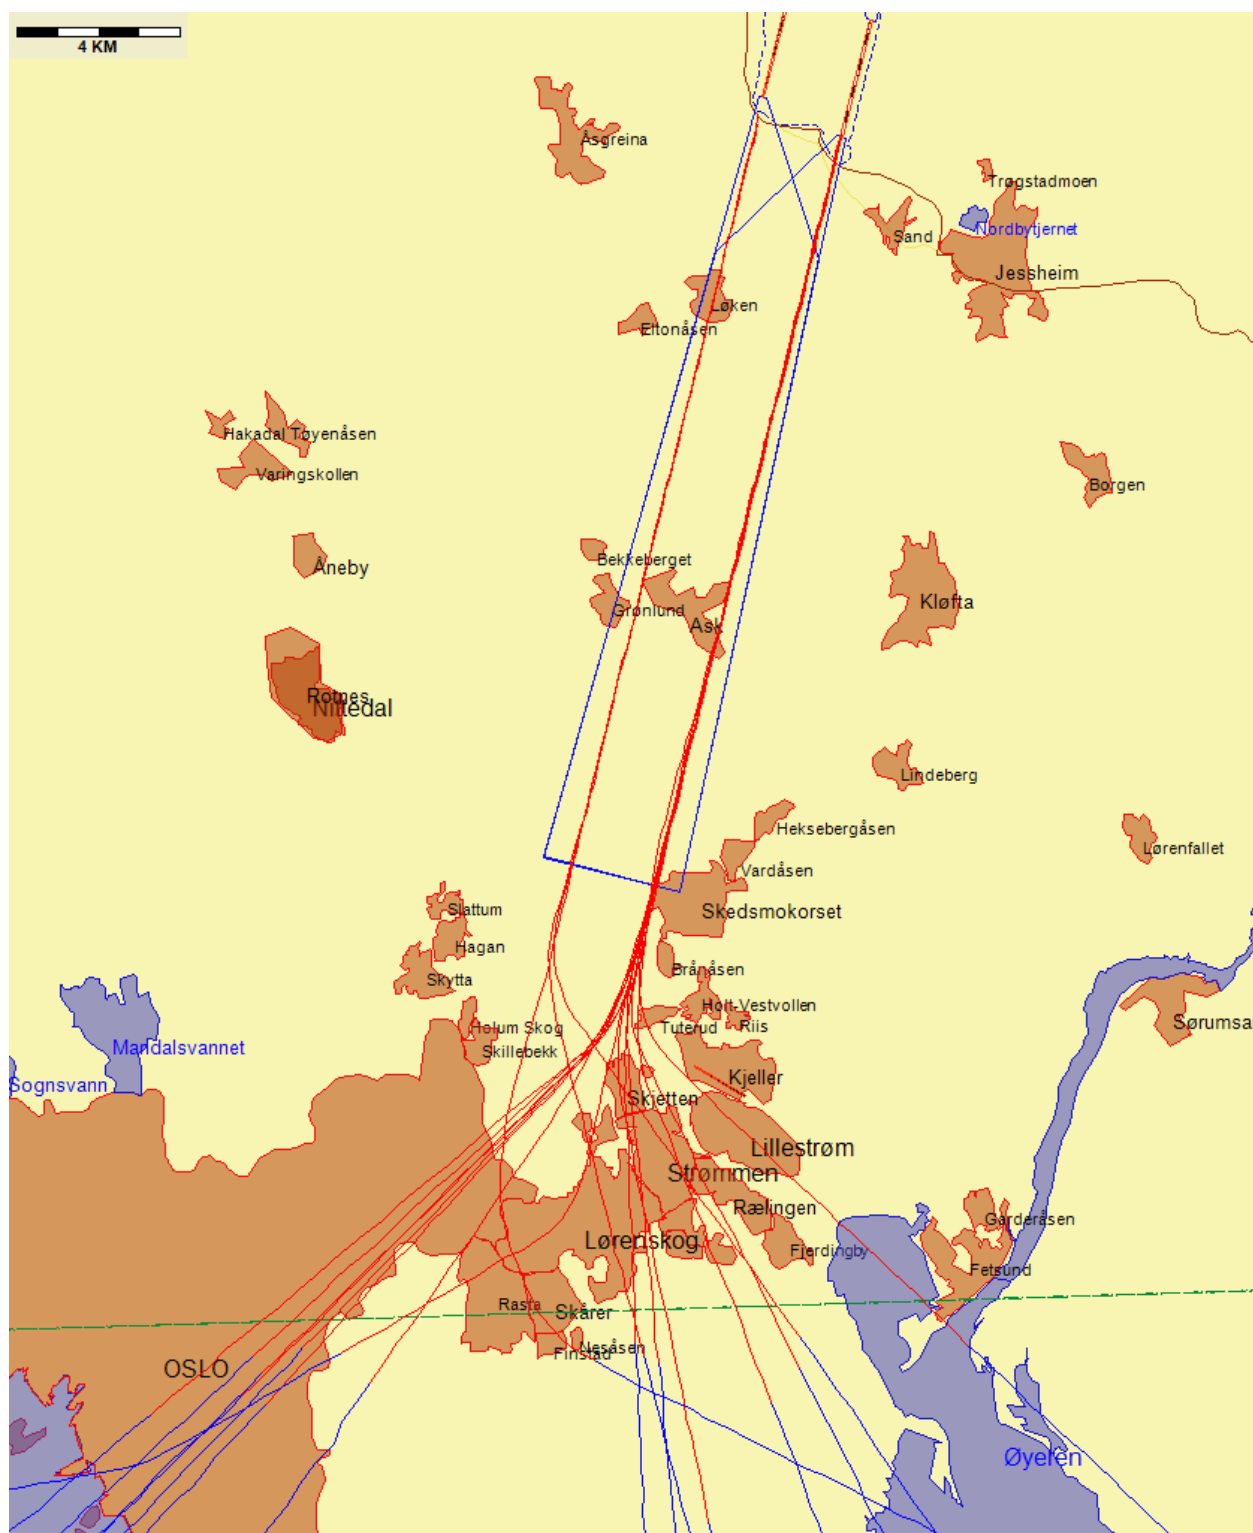 4 KM
Åsgreina
Trøgstadmoen
Nordbytjernet
Sand
Jessheim
Løken
Eltonåsen
Hakadal Tøyenåsen
Varingskollen
Borgen
Bekkeberget
Åneby
Kløfta
Grønlund
Ask
Rotnes
Nittedal
Lindeberg
Heksebergåsen
Lørenfallet
Vardåsen
Slattum
Skedsmokorset
Hagan
Brånåsen
Skytta
Holt-Vestvollen
Holum Skog
Tuterud
Riis
Sørumsa
Mandalsvannet
Skillebekk
Kjeller
Sognsvann
Skjetten
Lillestrøm
Strømmen
Rælingen
Garderåsen
Lørenskog
Fjerdingby
Fetsund
Rasta
Skårer
Nesåsen
Finstad
OSLO
Øyeren